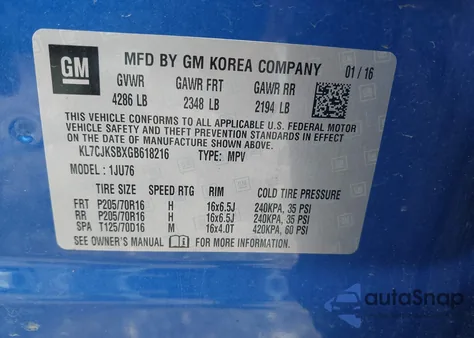 GM
MFD BY GM KOREA COMPANY 01/16
GVWR GAWR FRT GAWR RR
4286 LB 2348 LB 2194 LB
THIS VEHICLE CONFORMS TO ALL APPLICABLE U.S. FEDERAL MOTOR
VEHICLE SAFETY, BUMPER, AND THEFT PREVENTION STANDARDS IN EFFECT ON
THE DATE OF MANUFACTURE SHOWN ABOVE.
KL7CJKSBXGB618216 TYPE: MPV
MODEL: 1JU76
TIRE SIZE SPEED RTG RIM COLD TIRE PRESSURE
FRT P205/70R16 H 16x6.5J 240KPA, 35 PSI
RR P205/70R16 H 16x6.5J 240KPA, 35 PSI
SPA T125/70D16 M 16x4.0T 420KPA, 60 PSI
SEE OWNER'S MANUAL FOR MORE INFORMATION.
autoSnap